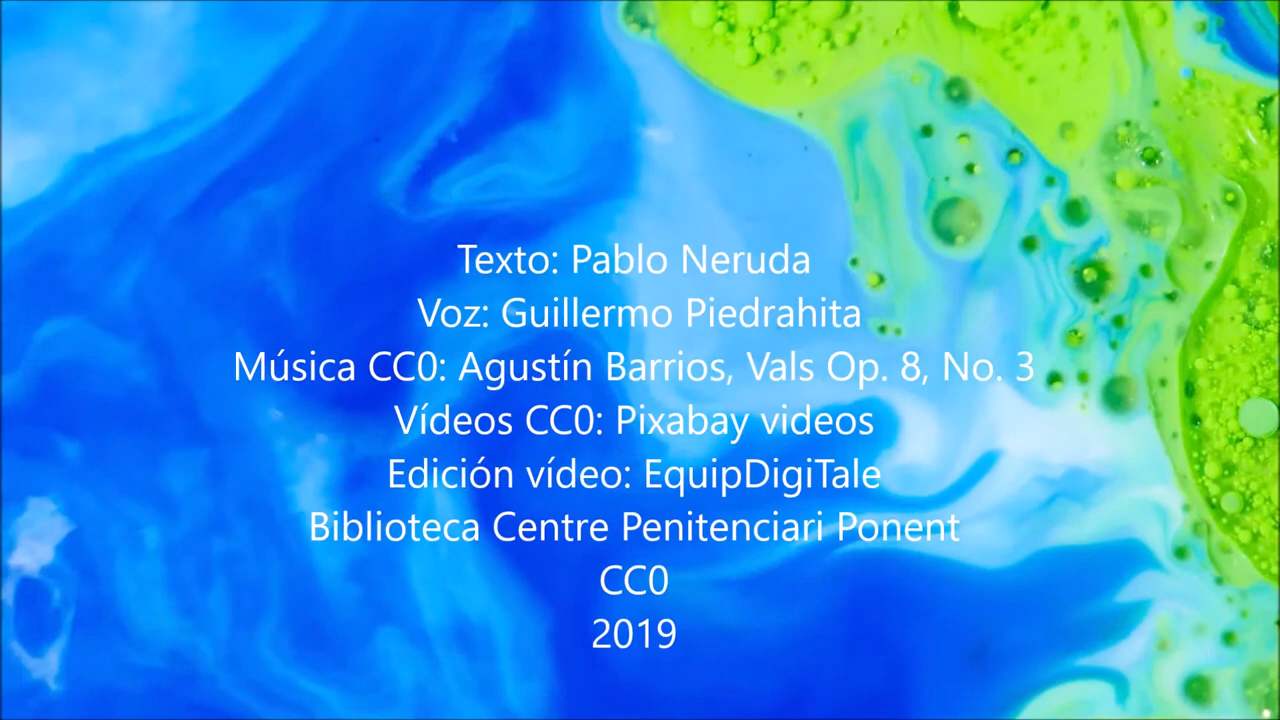 Texto: Pablo Neruda
Voz: Guillermo Piedrahita
Música CC0: Agustín Barrios, Vals Op. 8, No. 3
Vídeos CC0: Pixabay videos
Edición vídeo: EquipDigiTale
Biblioteca Centre Penitenciari Ponent
CC0
2019